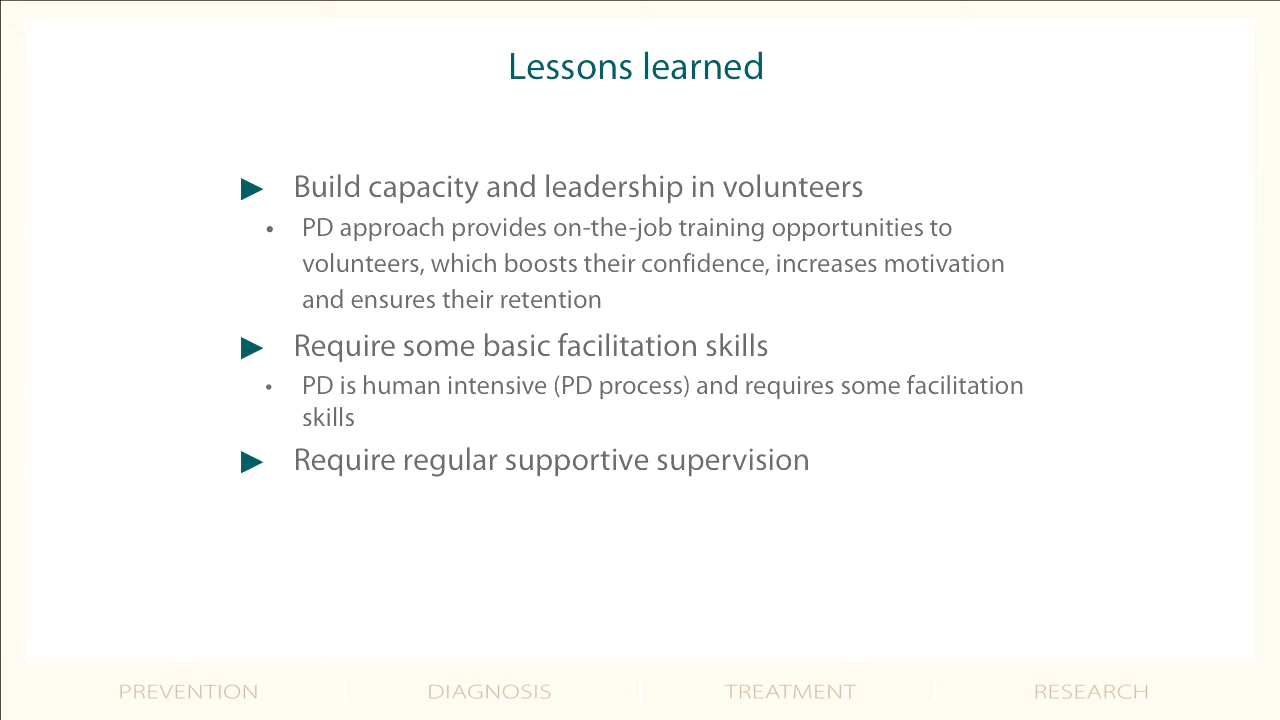 Lessons learned
Build capacity and leadership in volunteers
• PD approach provides on-the-job training opportunities to
volunteers, which boosts their confidence, increases motivation
and ensures their retention
Require some basic facilitation skills
• PD is human intensive (PD process) and requires some facilitation
skills
Require regular supportive supervision
PREVENTION DIAGNOSIS TREATMENT RESEARCH